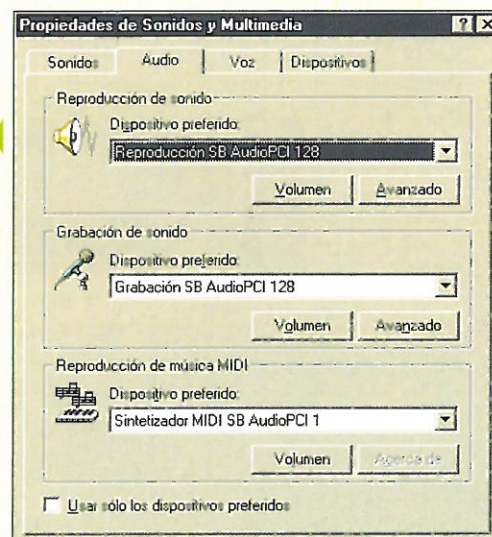 Propiedades de Sonidos y Multimedia
Sonidos Audio Voz Dispositivos
Reproducción de sonido
Dispositivo preferido:
Reproducción SB AudioPCI 128
Volumen Avanzado
Grabación de sonido
Dispositivo preferido:
Grabación SB AudioPCI 128
Volumen Avanzado
Reproducción de música MIDI
Dispositivo preferido:
Sintetizador MIDI SB AudioPCI 1
Volumen Acerca de
Usar sólo los dispositivos preferidos